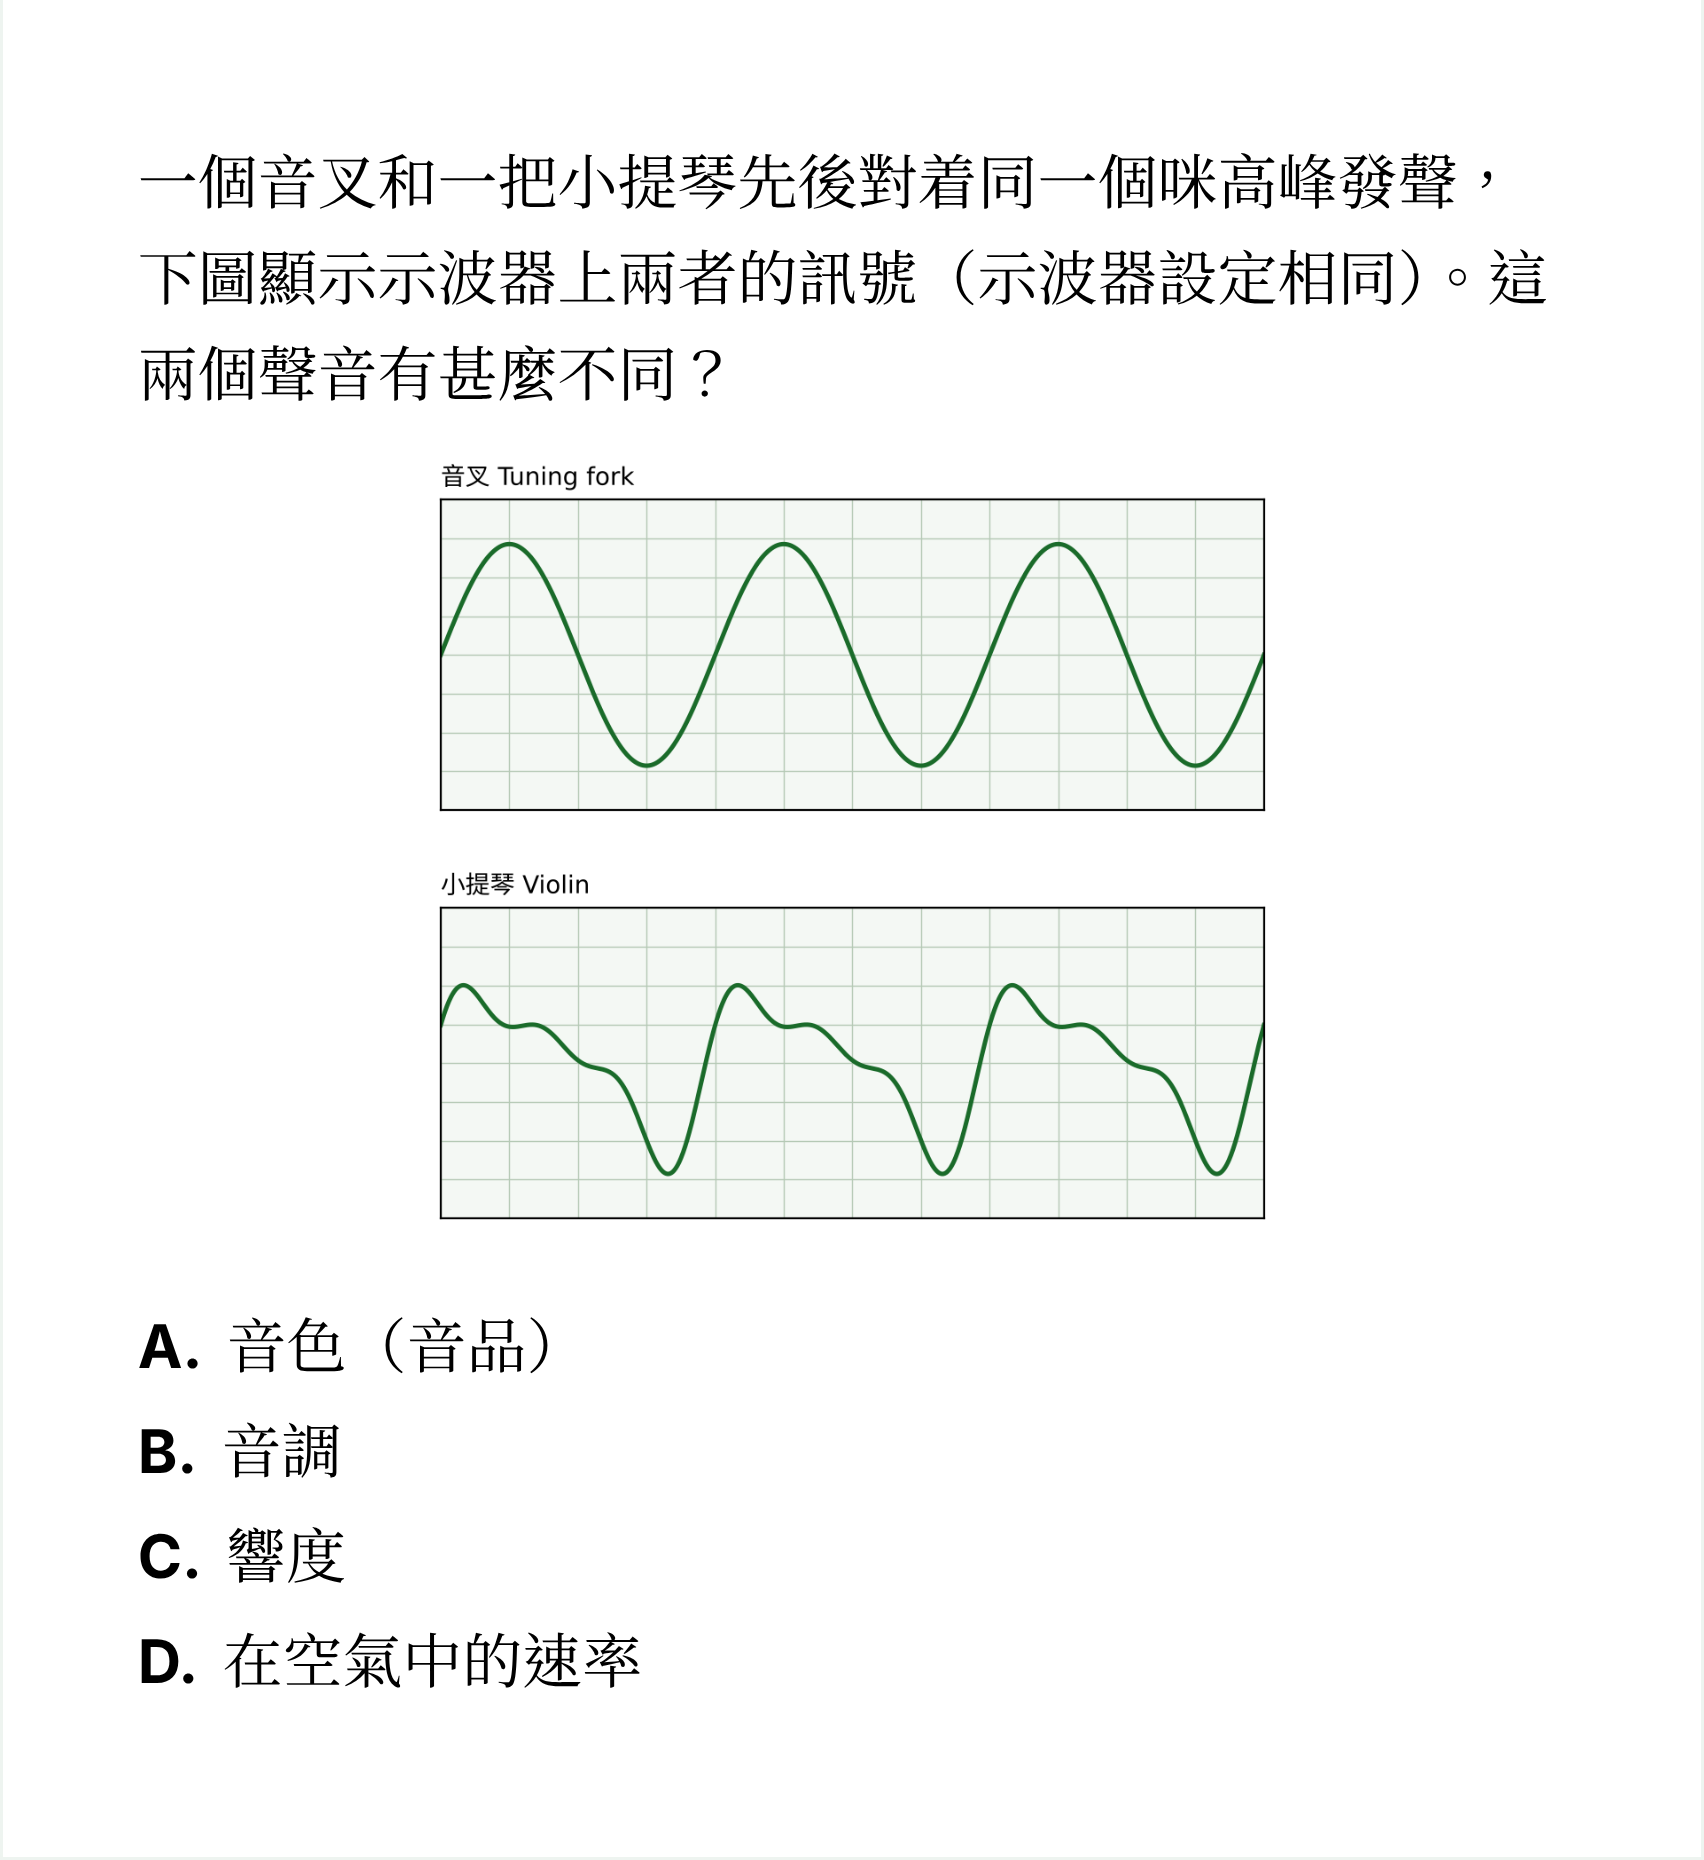 一個音叉和一把小提琴先後對着同一個咪高峰發聲，
下圖顯示示波器上兩者的訊號（示波器設定相同）。這
兩個聲音有甚麼不同？
音叉 Tuning fork
小提琴 Violin
A. 音色（音品）
B. 音調
C. 響度
D. 在空氣中的速率